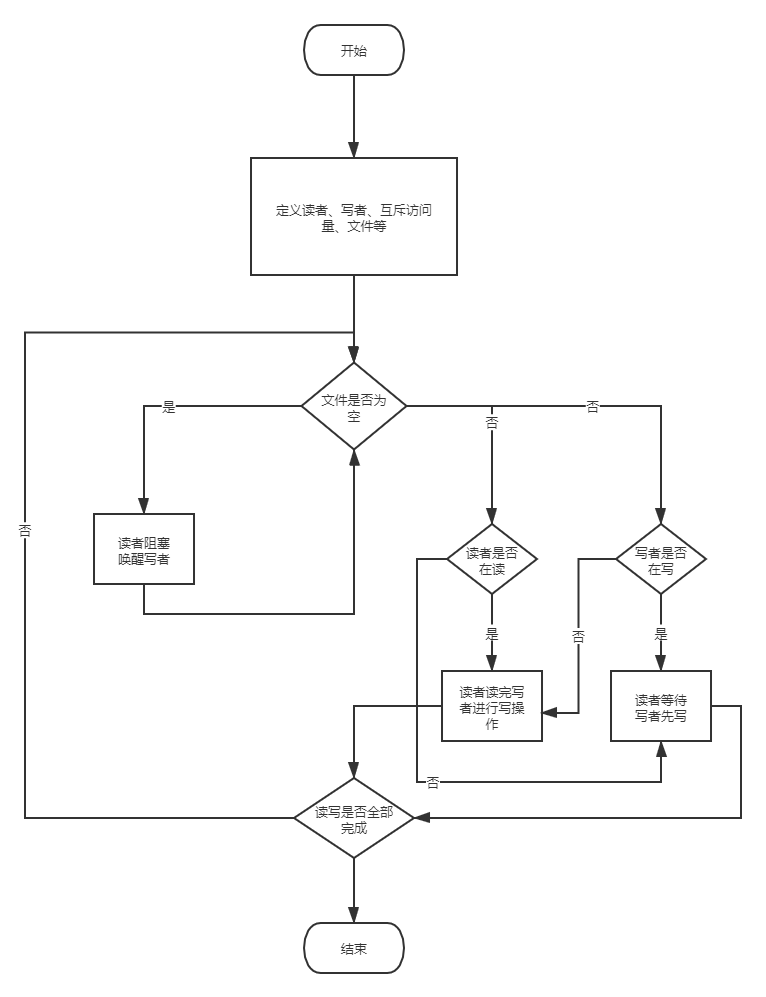 开始
定义读者、写者、互斥访问
量、文件等
文件是否为
空
是
否
否
否
读者阻塞
唤醒写者
读者是否
在读
写者是否
在写
是
否
是
读者读完写
者进行写操
作
读者等待
写者先写
否
读写是否全部
完成
结束